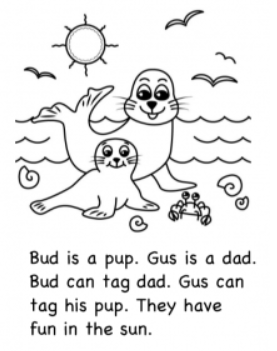 Bud is a pup. Gus is a dad.
Bud can tag dad. Gus can
tag his pup. They have
fun in the sun.